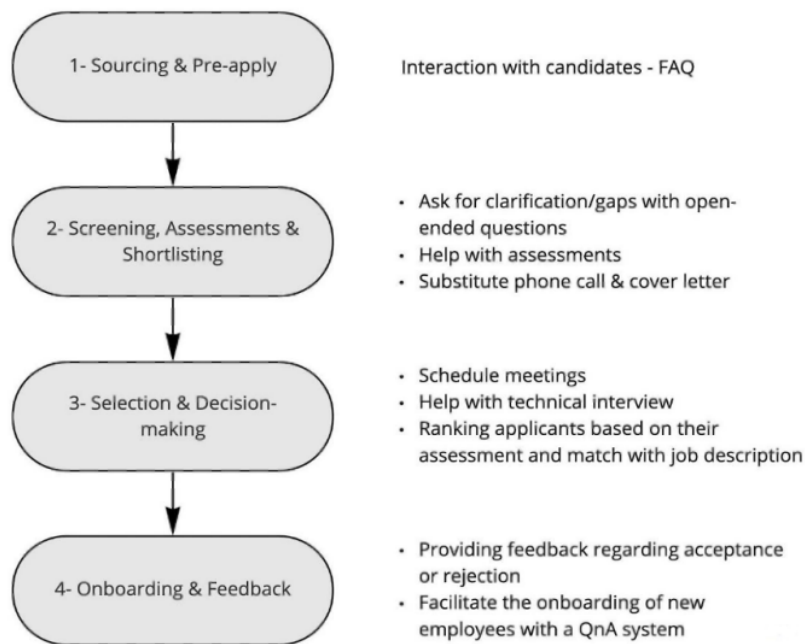 1- Sourcing & Pre-apply
Interaction with candidates - FAQ
2- Screening, Assessments &
Shortlisting
• Ask for clarification/gaps with open-
ended questions
• Help with assessments
• Substitute phone call & cover letter
3- Selection & Decision-
making
• Schedule meetings
• Help with technical interview
• Ranking applicants based on their
assessment and match with job description
4- Onboarding & Feedback
• Providing feedback regarding acceptance
or rejection
• Facilitate the onboarding of new
employees with a QnA system